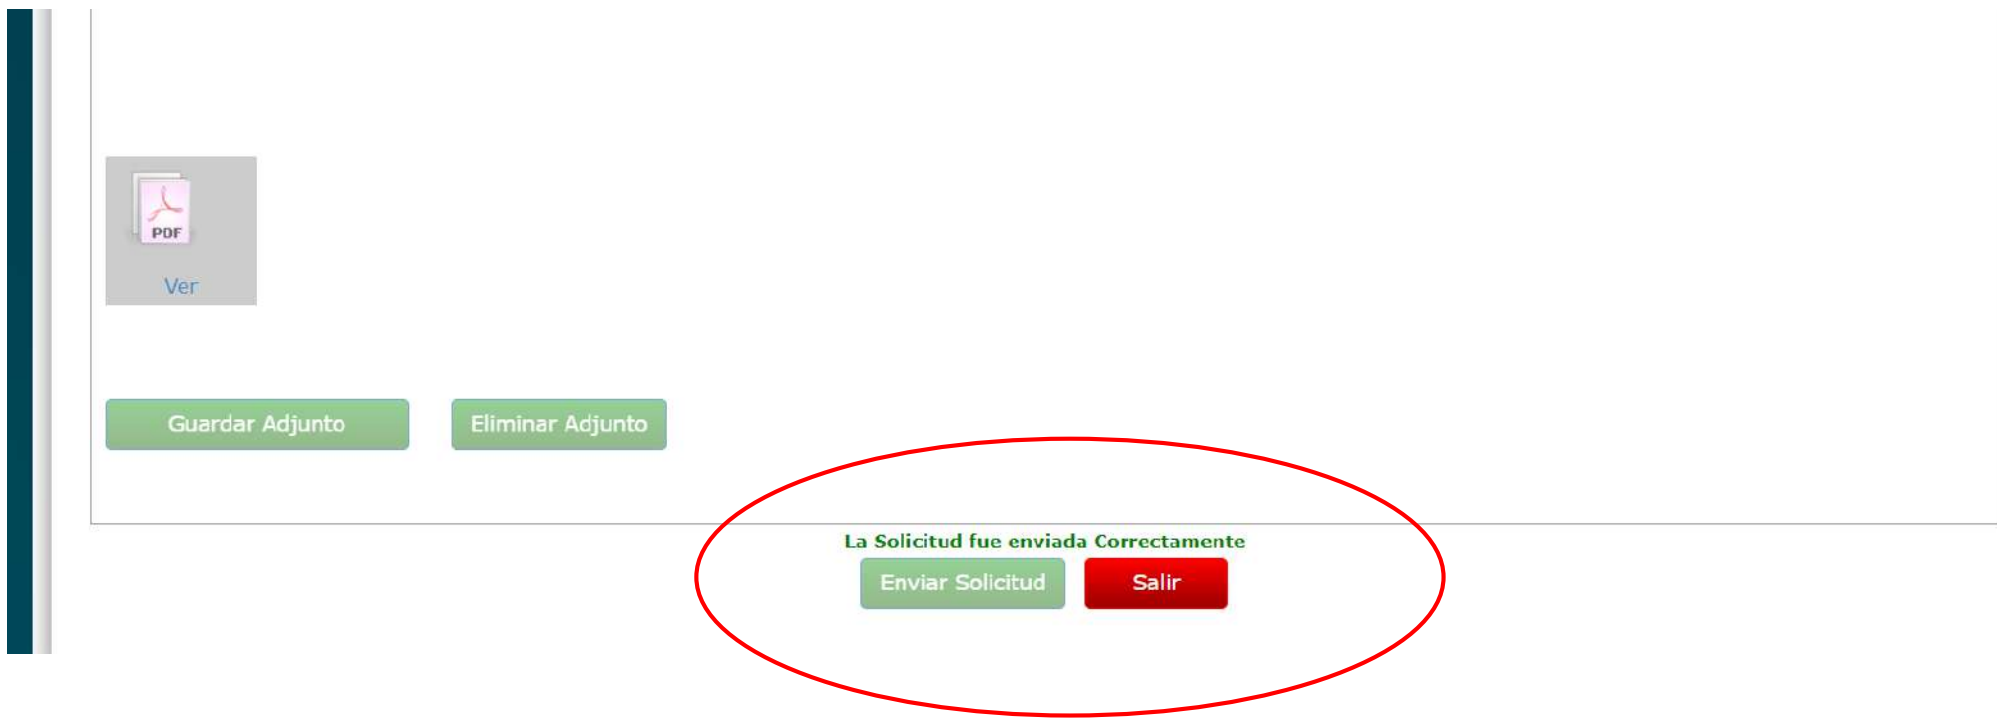 PDF
Ver
Guardar Adjunto
Eliminar Adjunto
La Solicitud fue enviada Correctamente
Enviar Solicitud
Salir